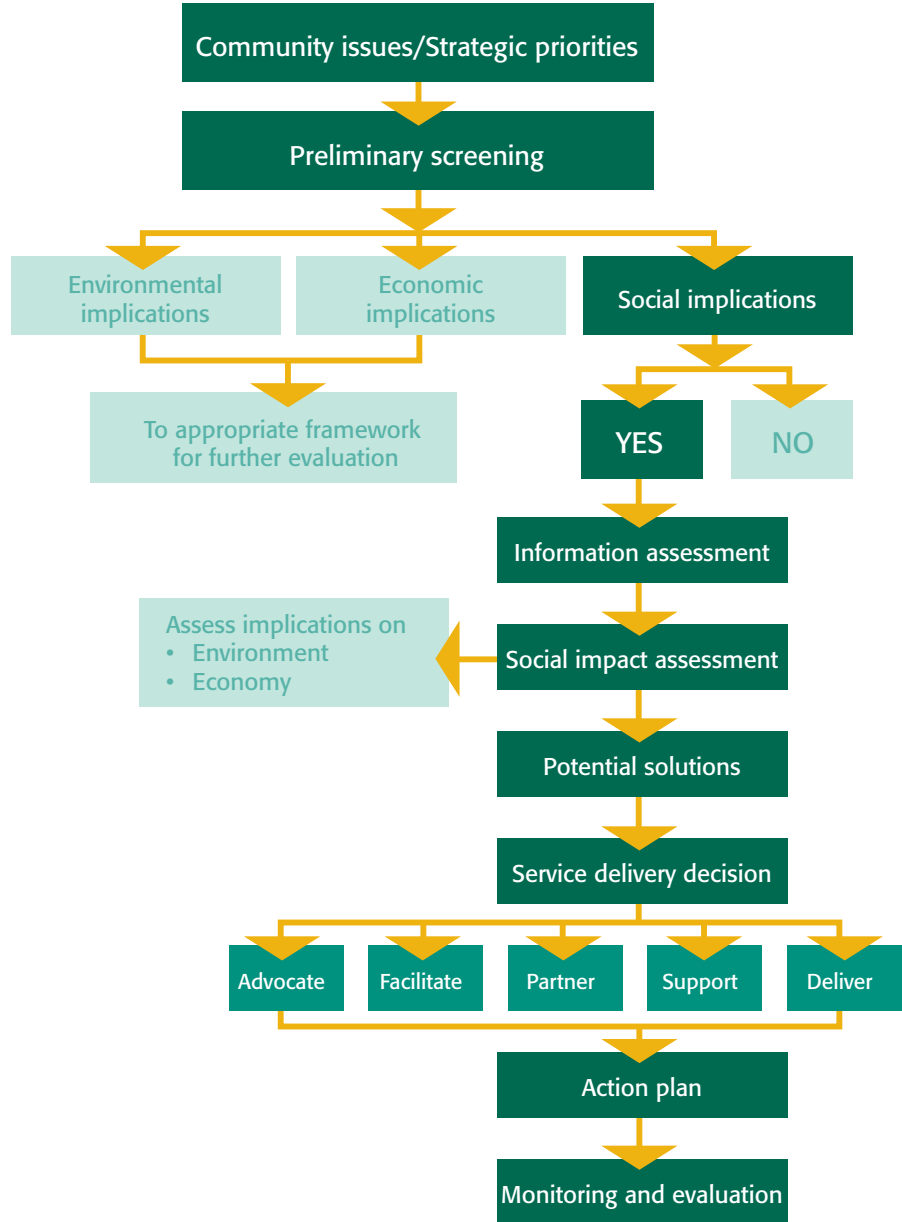 Community issues/Strategic priorities
Preliminary screening
Environmental
implications
Economic
implications
Social implications
To appropriate framework
for further evaluation
YES
NO
Information assessment
Assess implications on
• Environment
• Economy
Social impact assessment
Potential solutions
Service delivery decision
Advocate
Facilitate
Partner
Support
Deliver
Action plan
Monitoring and evaluation